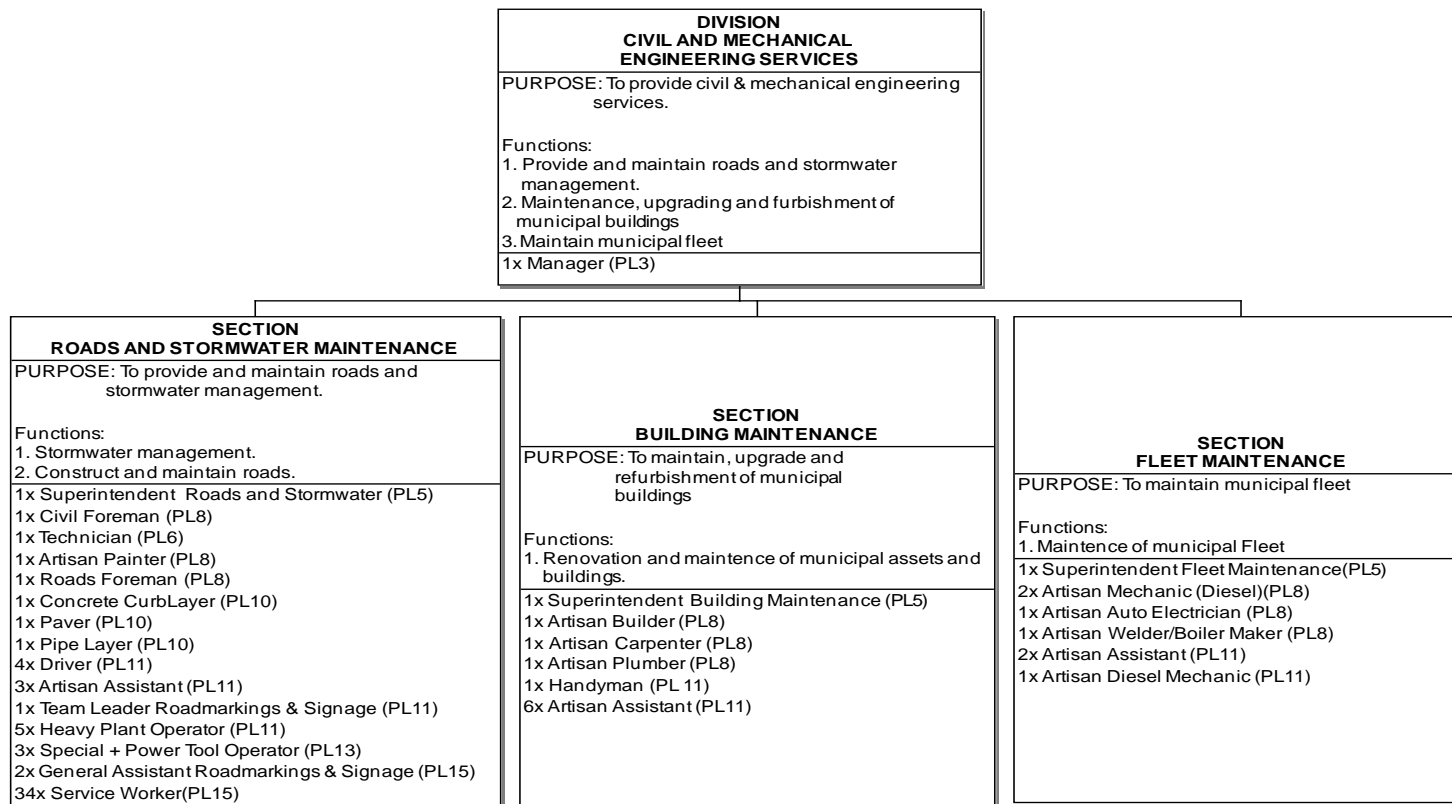 DIVISION
CIVIL AND MECHANICAL
ENGINEERING SERVICES
PURPOSE: To provide civil & mechanical engineering
services.
Functions:
1. Provide and maintain roads and stormwater
management.
2. Maintenance, upgrading and furbishment of
municipal buildings
3. Maintain municipal fleet
1x Manager (PL3)
SECTION
ROADS AND STORMWATER MAINTENANCE
PURPOSE: To provide and maintain roads and
stormwater management.
Functions:
1. Stormwater management.
2. Construct and maintain roads.
1x Superintendent Roads and Stormwater (PL5)
1x Civil Foreman (PL8)
1x Technician (PL6)
1x Artisan Painter (PL8)
1x Roads Foreman (PL8)
1x Concrete CurbLayer (PL10)
1x Paver (PL10)
1x Pipe Layer (PL10)
4x Driver (PL11)
3x Artisan Assistant (PL11)
1x Team Leader Roadmarkings & Signage (PL11)
5x Heavy Plant Operator (PL11)
3x Special + Power Tool Operator (PL13)
2x General Assistant Roadmarkings & Signage (PL15)
34x Service Worker(PL15)
SECTION
BUILDING MAINTENANCE
PURPOSE: To maintain, upgrade and
refurbishment of municipal
buildings
Functions:
1. Renovation and maintence of municipal assets and
buildings.
1x Superintendent Building Maintenance (PL5)
1x Artisan Builder (PL8)
1x Artisan Carpenter (PL8)
1x Artisan Plumber (PL8)
1x Handyman (PL 11)
6x Artisan Assistant (PL11)
SECTION
FLEET MAINTENANCE
PURPOSE: To maintain municipal fleet
Functions:
1. Maintence of municipal Fleet
1x Superintendent Fleet Maintenance(PL5)
2x Artisan Mechanic (Diesel)(PL8)
1x Artisan Auto Electrician (PL8)
1x Artisan Welder/Boiler Maker (PL8)
2x Artisan Assistant (PL11)
1x Artisan Diesel Mechanic (PL11)